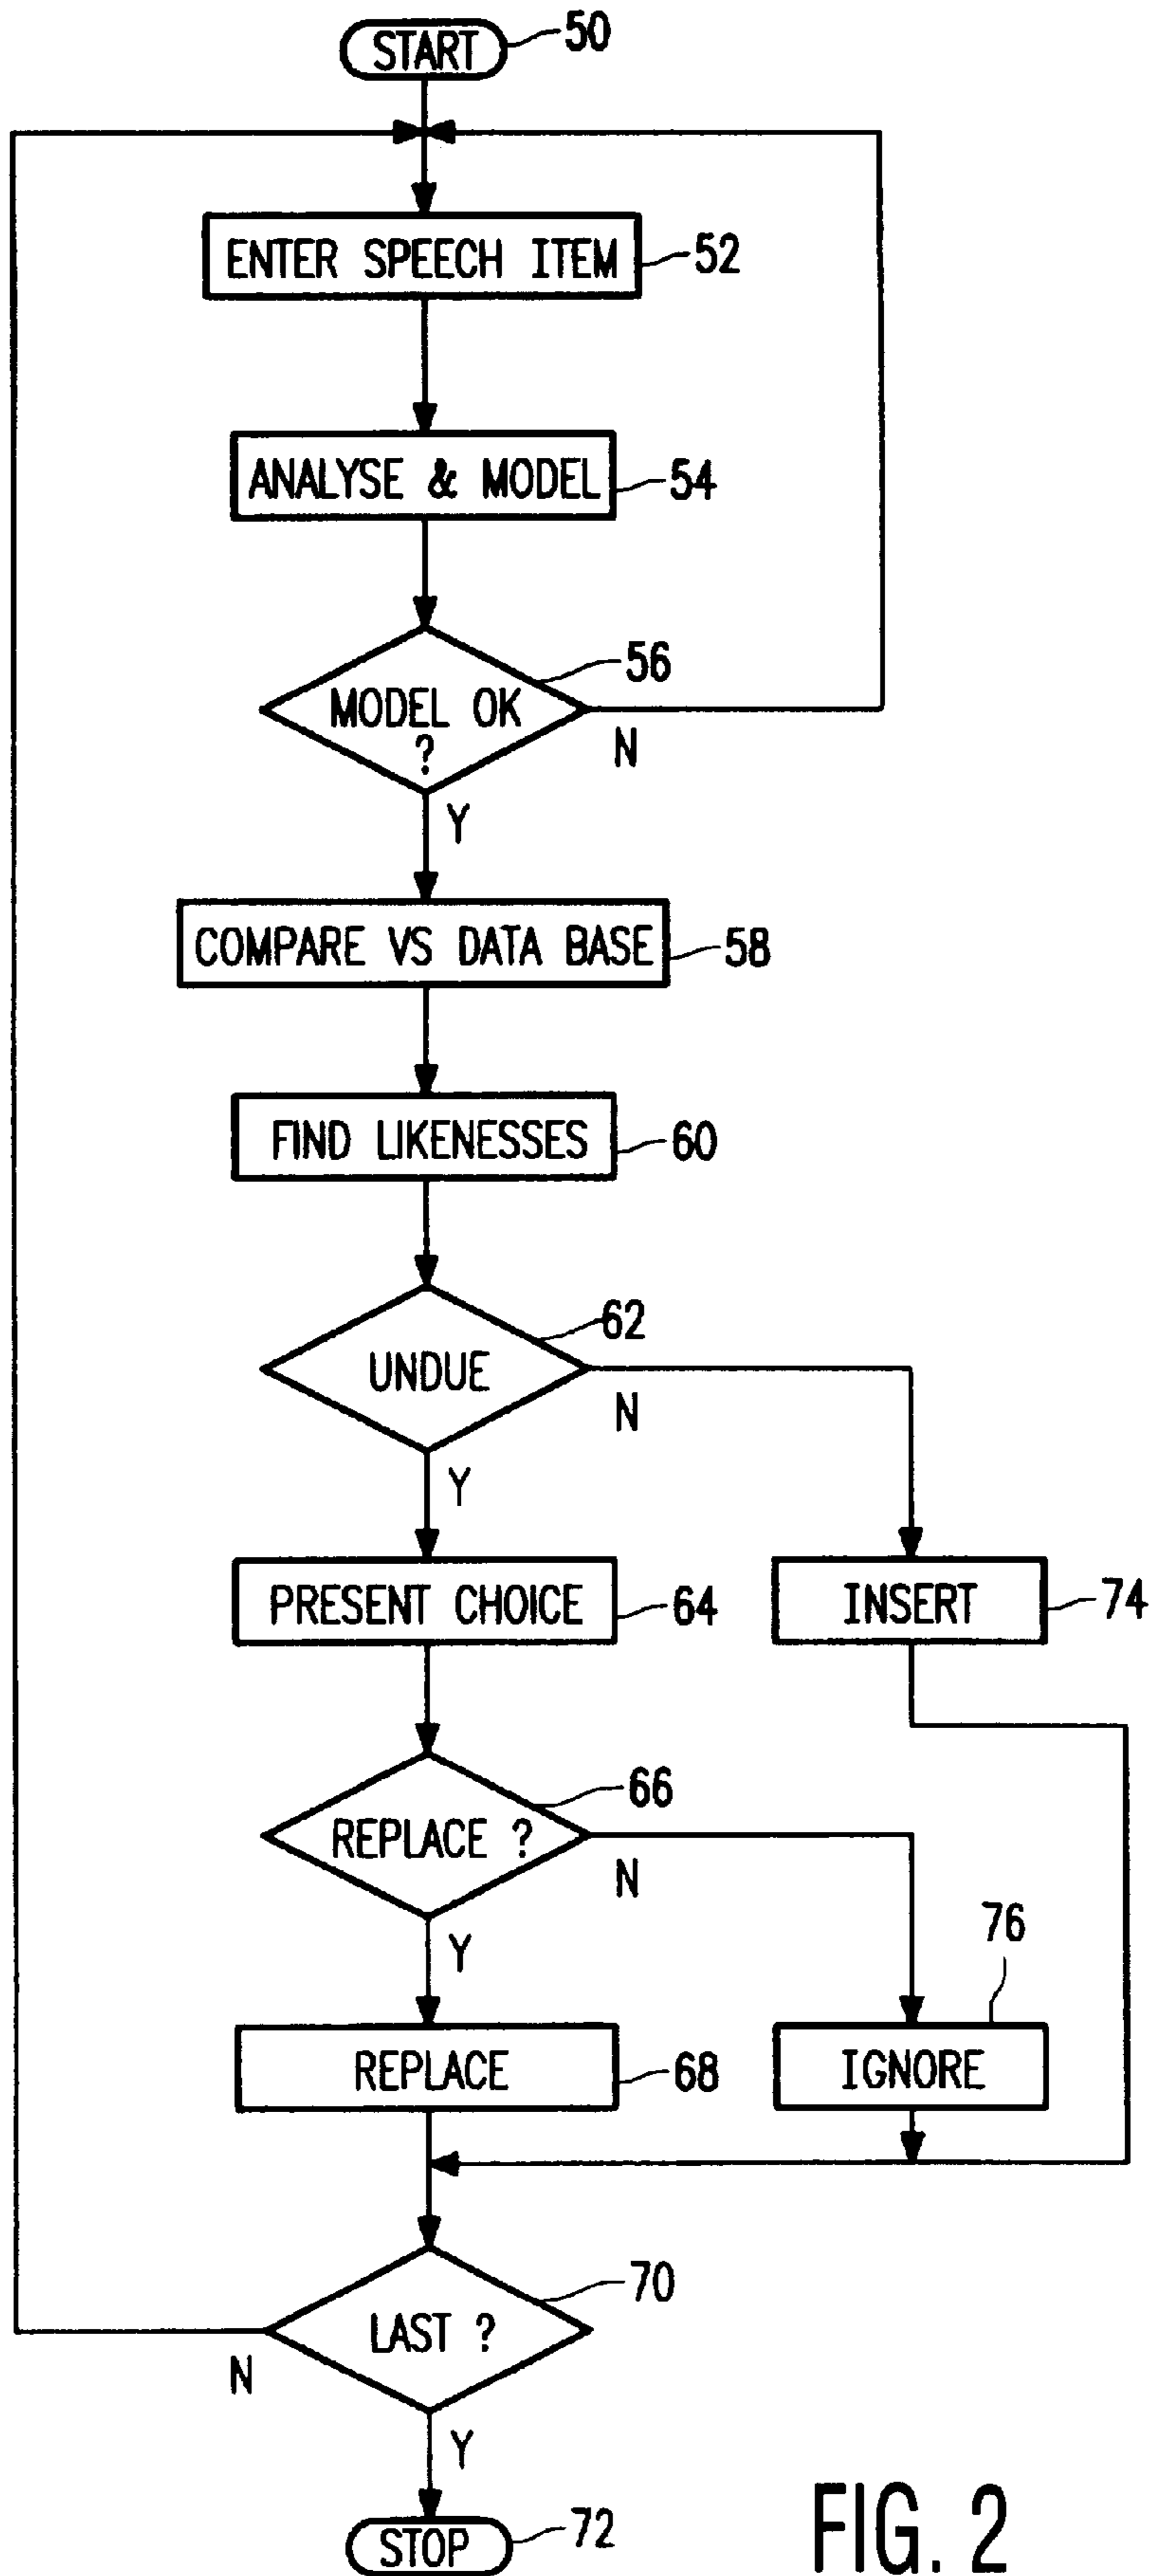 START
50
ENTER SPEECH ITEM
52
ANALYSE & MODEL
54
MODEL OK
?
56
N
Y
COMPARE VS DATA BASE
58
FIND LIKENESSES
60
UNDUE
62
N
Y
PRESENT CHOICE
64
INSERT
74
REPLACE ?
66
N
Y
76
REPLACE
68
IGNORE
LAST ?
70
N
Y
STOP
72
FIG. 2